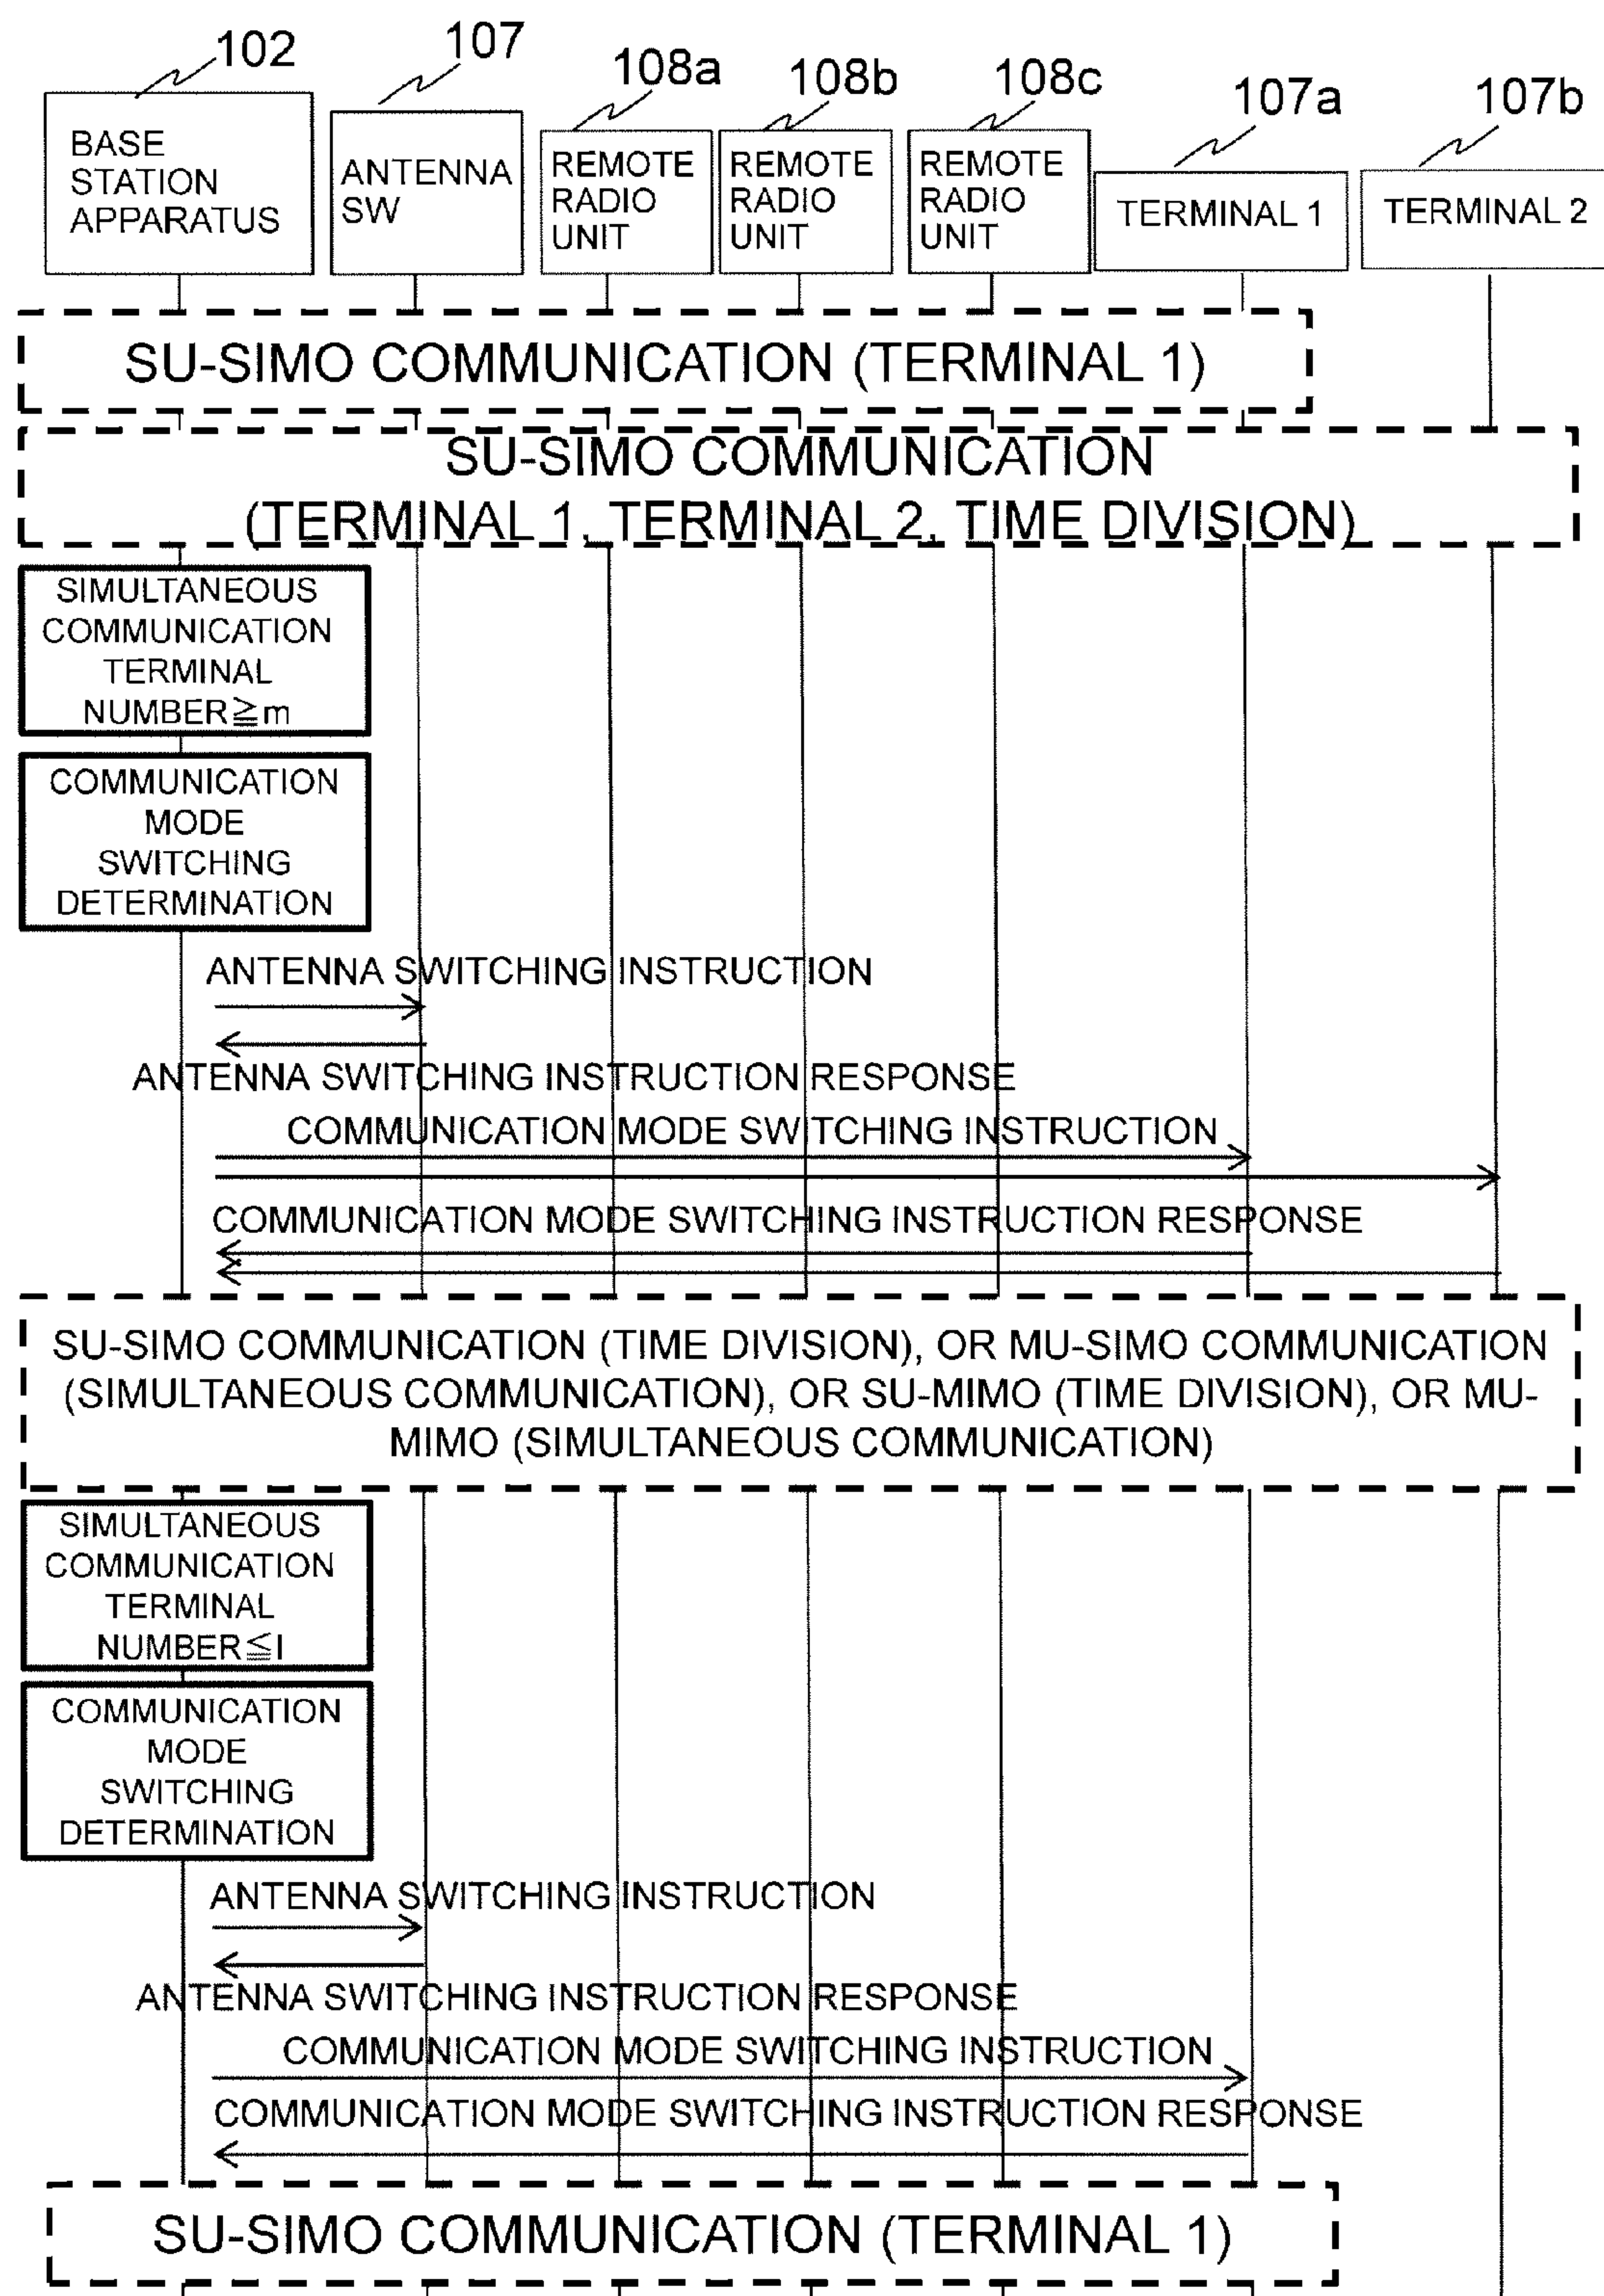 102
107
108a
108b
108c
107a
107b
BASE
STATION
APPARATUS
ANTENNA
SW
REMOTE
RADIO
UNIT
REMOTE
RADIO
UNIT
REMOTE
RADIO
UNIT
TERMINAL 1
TERMINAL 2
SU-SIMO COMMUNICATION (TERMINAL 1)
SU-SIMO COMMUNICATION
(TERMINAL 1, TERMINAL 2, TIME DIVISION)
SIMULTANEOUS
COMMUNICATION
TERMINAL
NUMBER≧m
COMMUNICATION
MODE
SWITCHING
DETERMINATION
ANTENNA SWITCHING INSTRUCTION
ANTENNA SWITCHING INSTRUCTION RESPONSE
COMMUNICATION MODE SWITCHING INSTRUCTION
COMMUNICATION MODE SWITCHING INSTRUCTION RESPONSE
SU-SIMO COMMUNICATION (TIME DIVISION), OR MU-SIMO COMMUNICATION
(SIMULTANEOUS COMMUNICATION), OR SU-MIMO (TIME DIVISION), OR MU-
MIMO (SIMULTANEOUS COMMUNICATION)
SIMULTANEOUS
COMMUNICATION
TERMINAL
NUMBER≦l
COMMUNICATION
MODE
SWITCHING
DETERMINATION
ANTENNA SWITCHING INSTRUCTION
ANTENNA SWITCHING INSTRUCTION RESPONSE
COMMUNICATION MODE SWITCHING INSTRUCTION
COMMUNICATION MODE SWITCHING INSTRUCTION RESPONSE
SU-SIMO COMMUNICATION (TERMINAL 1)